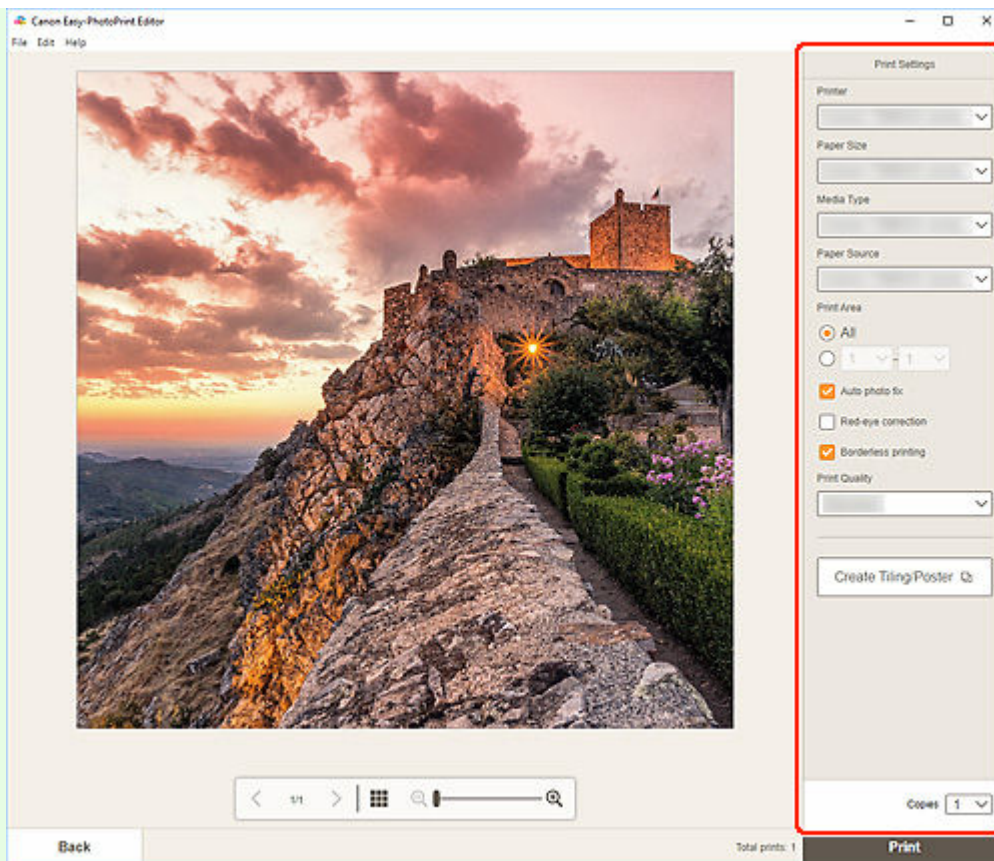 Canon Easy-PhotoPrint Editor
File Edit Help
Print Settings
Printer
Paper Size
Media Type
Paper Source
Print Area
All
1 - 1
Auto photo fix
Red-eye correction
Borderless printing
Print Quality
Create Tiling/Poster
1/1
Copies 1
Back
Total prints: 1
Print